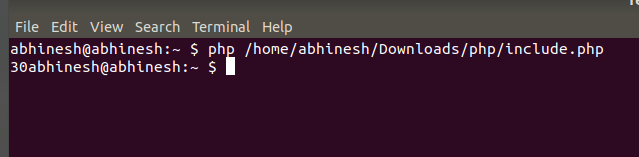 File Edit View Search Terminal Help
abhinesh@abhinesh:~ $ php /home/abhinesh/Downloads/php/include.php
30abhinesh@abhinesh:~ $